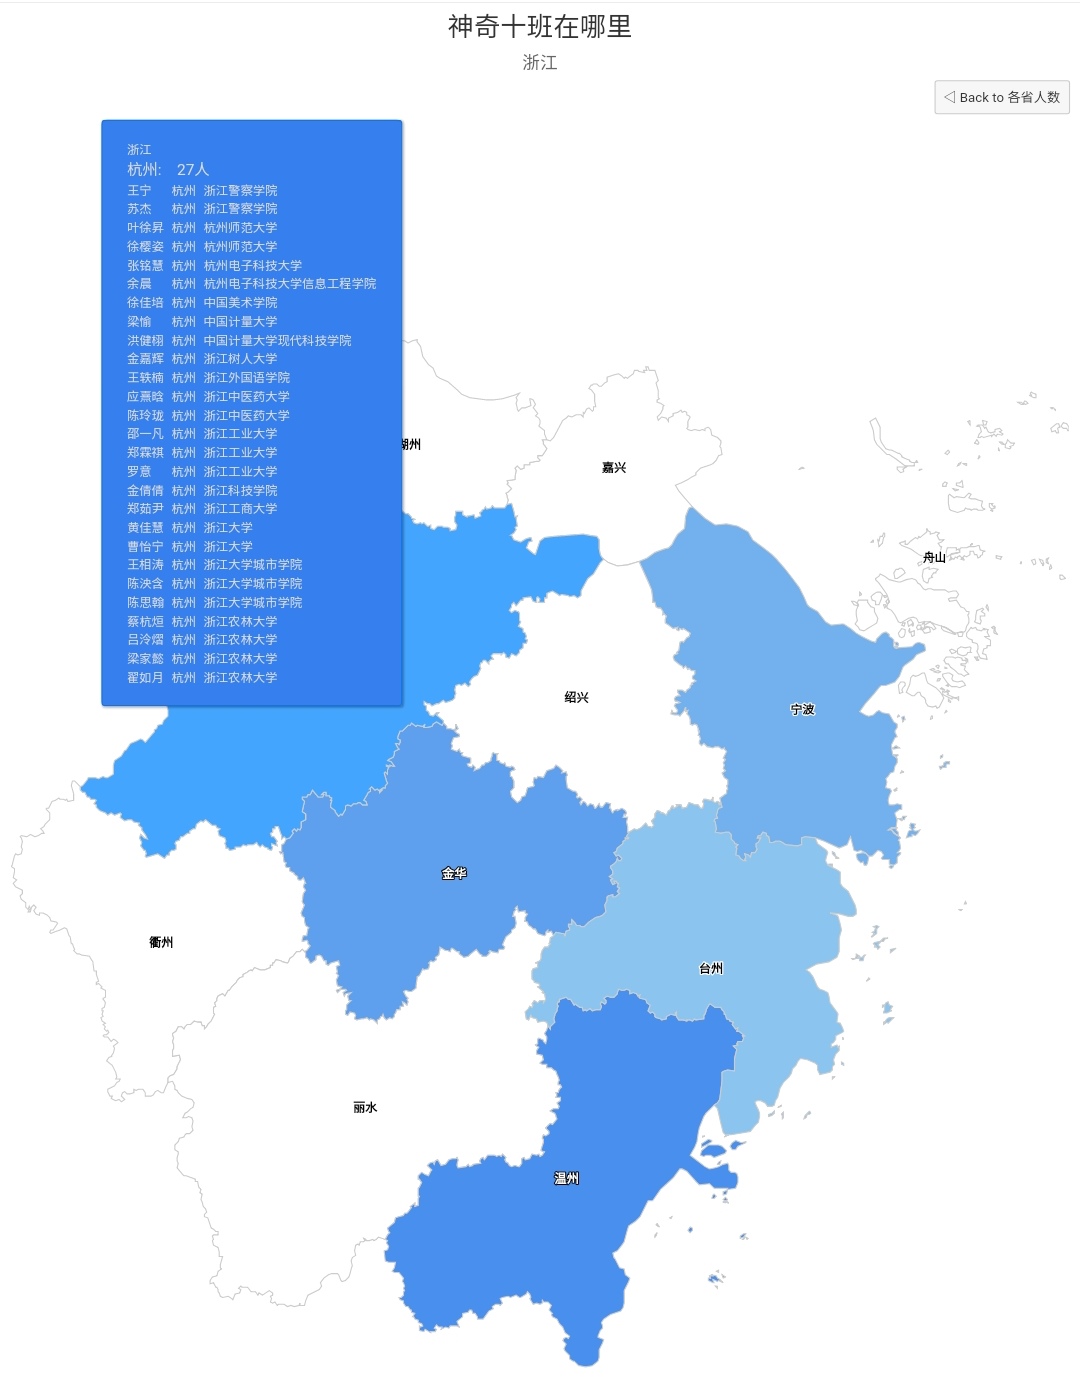 神奇十班在哪里
浙江
◁ Back to 各省人数
浙江
杭州: 27人
王宁 杭州 浙江警察学院
苏杰 杭州 浙江警察学院
叶徐昇 杭州 杭州师范大学
徐樱姿 杭州 杭州师范大学
张铭慧 杭州 杭州电子科技大学
余晨 杭州 杭州电子科技大学信息工程学院
徐佳培 杭州 中国美术学院
梁愉 杭州 中国计量大学
洪健栩 杭州 中国计量大学现代科技学院
金嘉辉 杭州 浙江树人大学
王轶楠 杭州 浙江外国语学院
应熹晗 杭州 浙江中医药大学
陈玲珑 杭州 浙江中医药大学
邵一凡 杭州 浙江工业大学
郑霖祺 杭州 浙江工业大学
罗意 杭州 浙江工业大学
金倩倩 杭州 浙江科技学院
郑茹尹 杭州 浙江工商大学
黄佳慧 杭州 浙江大学
曹怡宁 杭州 浙江大学
王相涛 杭州 浙江大学城市学院
陈泱含 杭州 浙江大学城市学院
陈思翰 杭州 浙江大学城市学院
蔡杭烜 杭州 浙江农林大学
吕泠熠 杭州 浙江农林大学
梁家懿 杭州 浙江农林大学
翟如月 杭州 浙江农林大学
湖州
嘉兴
舟山
绍兴
宁波
金华
衢州
台州
丽水
温州